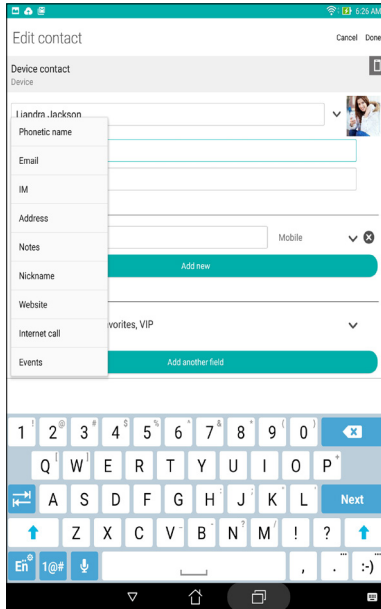 6:26 AM
Edit contact
Cancel Done
Device contact
Device
Liandra Jackson
Phonetic name
Email
IM
Address
Notes
Nickname
Website
Internet call
Events
Mobile
Add new
vorites, VIP
Add another field
1 ! 2 @ 3 # 4 $ 5 % 6 ^ 7 & 8 * 9 ( 0 )
Q [ W ] E R T Y U I O P +
A S D F G H : J ; K " L ' Next
Z X C V - B _ N ? M / ! ?
En 1@# , . ... :-) ...